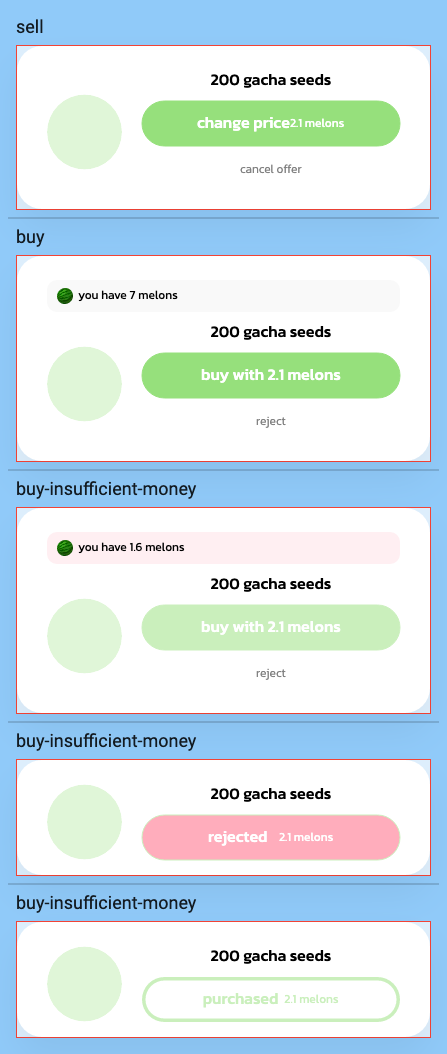 sell
200 gacha seeds
change price2.1 melons
cancel offer
buy
you have 7 melons
200 gacha seeds
buy with 2.1 melons
reject
buy-insufficient-money
you have 1.6 melons
200 gacha seeds
buy with 2.1 melons
reject
buy-insufficient-money
200 gacha seeds
rejected 2.1 melons
buy-insufficient-money
200 gacha seeds
purchased 2.1 melons